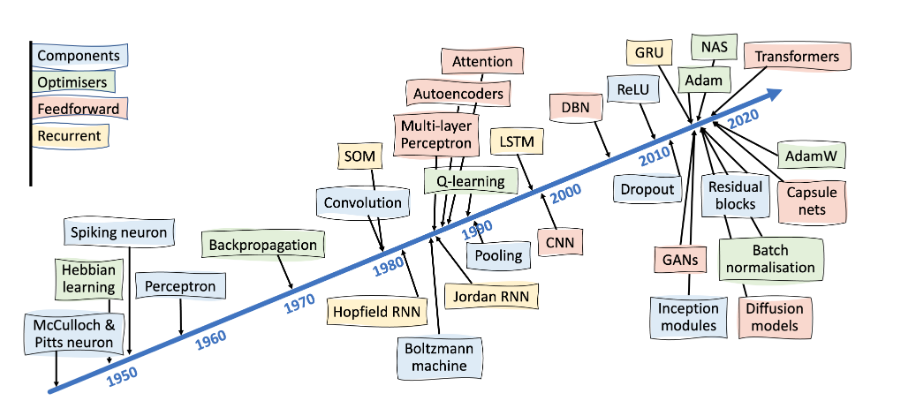 Components
Optimisers
Feedforward
Recurrent
Attention
Autoencoders
Multi-layer
Perceptron
Q-learning
SOM
Convolution
LSTM
DBN
ReLU
GRU
NAS
Adam
Transformers
Spiking neuron
Hebbian
learning
McCulloch &
Pitts neuron
Perceptron
Backpropagation
Hopfield RNN
Boltzmann
machine
Jordan RNN
Pooling
CNN
Dropout
Residual
blocks
AdamW
Capsule
nets
GANs
Batch
normalisation
Inception
modules
Diffusion
models
1950
1960
1970
1980
1990
2000
2010
2020